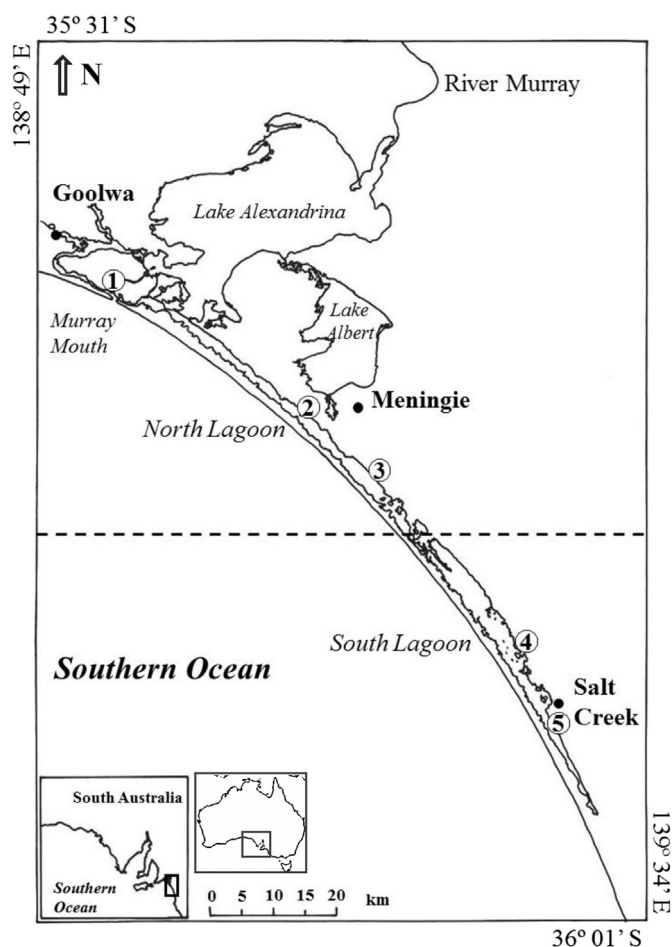 35º 31’ S
138º 49’ E
N
River Murray
Goolwa
Lake Alexandrina
1
Murray
Mouth
Lake
Albert
2
Meningie
North Lagoon
3
South Lagoon
4
Southern Ocean
Salt
Creek
5
South Australia
Southern
Ocean
0 5 10 15 20 km
139º 34’ E
36º 01’ S